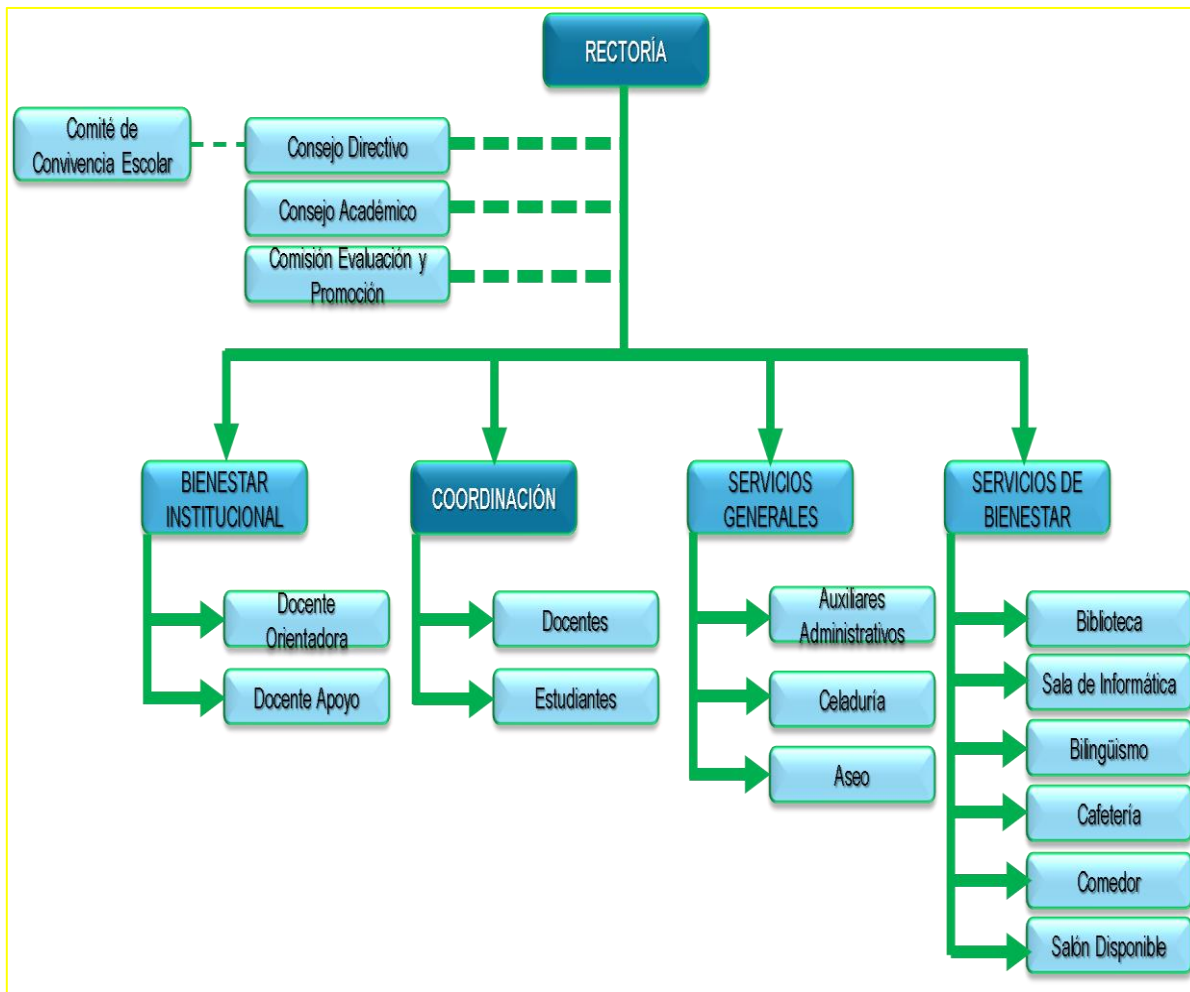 RECTORÍA
Comité de
Convivencia Escolar
Consejo Directivo
Consejo Académico
Comisión Evaluación y
Promoción
BIENESTAR
INSTITUCIONAL
COORDINACIÓN
SERVICIOS
GENERALES
SERVICIOS DE
BIENESTAR
Docente
Orientadora
Docente Apoyo
Docentes
Estudiantes
Auxiliares
Administrativos
Celaduría
Aseo
Biblioteca
Sala de Informática
Bilingüismo
Cafetería
Comedor
Salón Disponible